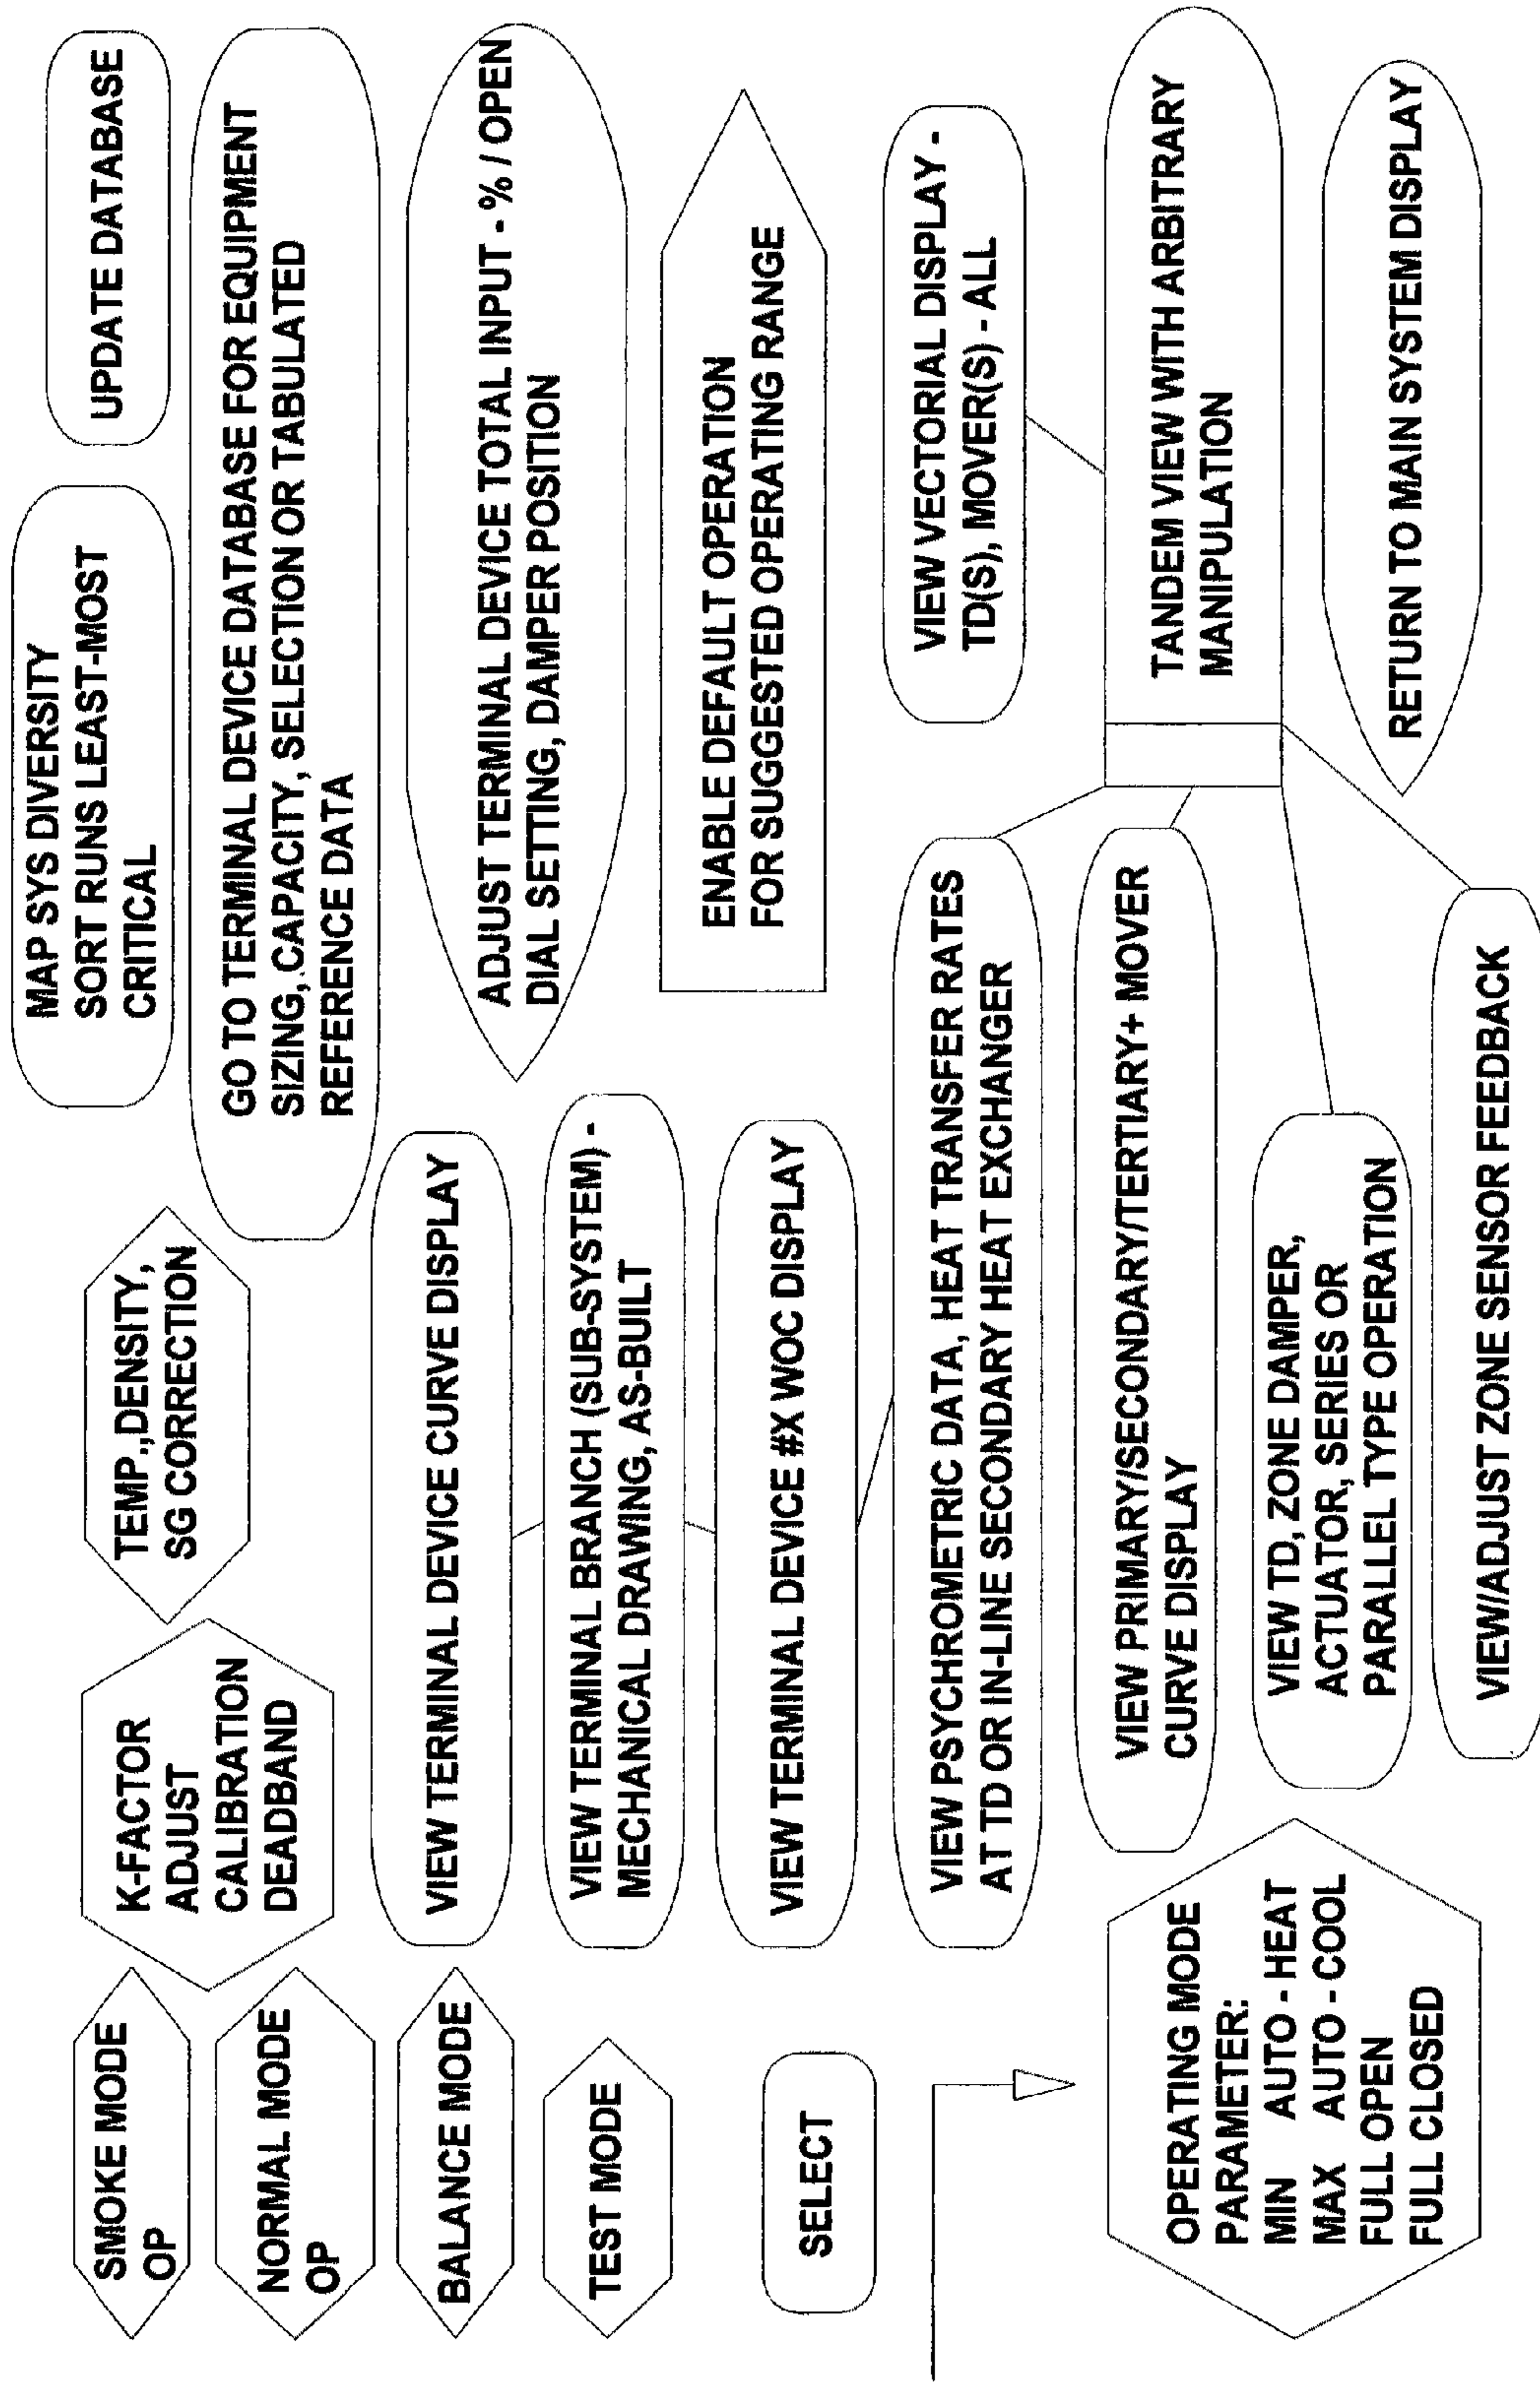 SMOKE MODE
OP
NORMAL MODE
OP
BALANCE MODE
TEST MODE
SELECT
OPERATING MODE
PARAMETER:
MIN AUTO - HEAT
MAX AUTO - COOL
FULL OPEN
FULL CLOSED
K-FACTOR
ADJUST
CALIBRATION
DEADBAND
TEMP.,DENSITY,
SG CORRECTION
MAP SYS DIVERSITY
SORT RUNS LEAST-MOST
CRITICAL
UPDATE DATABASE
GO TO TERMINAL DEVICE DATABASE FOR EQUIPMENT
SIZING, CAPACITY, SELECTION OR TABULATED
REFERENCE DATA
VIEW TERMINAL DEVICE CURVE DISPLAY
ADJUST TERMINAL DEVICE TOTAL INPUT - % / OPEN
DIAL SETTING, DAMPER POSITION
VIEW TERMINAL BRANCH (SUB-SYSTEM) -
MECHANICAL DRAWING, AS-BUILT
ENABLE DEFAULT OPERATION
FOR SUGGESTED OPERATING RANGE
VIEW TERMINAL DEVICE #X WOC DISPLAY
VIEW PSYCHROMETRIC DATA, HEAT TRANSFER RATES
AT TD OR IN-LINE SECONDARY HEAT EXCHANGER
VIEW VECTORIAL DISPLAY -
TD(S), MOVER(S) - ALL
VIEW PRIMARY/SECONDARY/TERTIARY+ MOVER
CURVE DISPLAY
TANDEM VIEW WITH ARBITRARY
MANIPULATION
VIEW TD, ZONE DAMPER,
ACTUATOR, SERIES OR
PARALLEL TYPE OPERATION
RETURN TO MAIN SYSTEM DISPLAY
VIEW/ADJUST ZONE SENSOR FEEDBACK